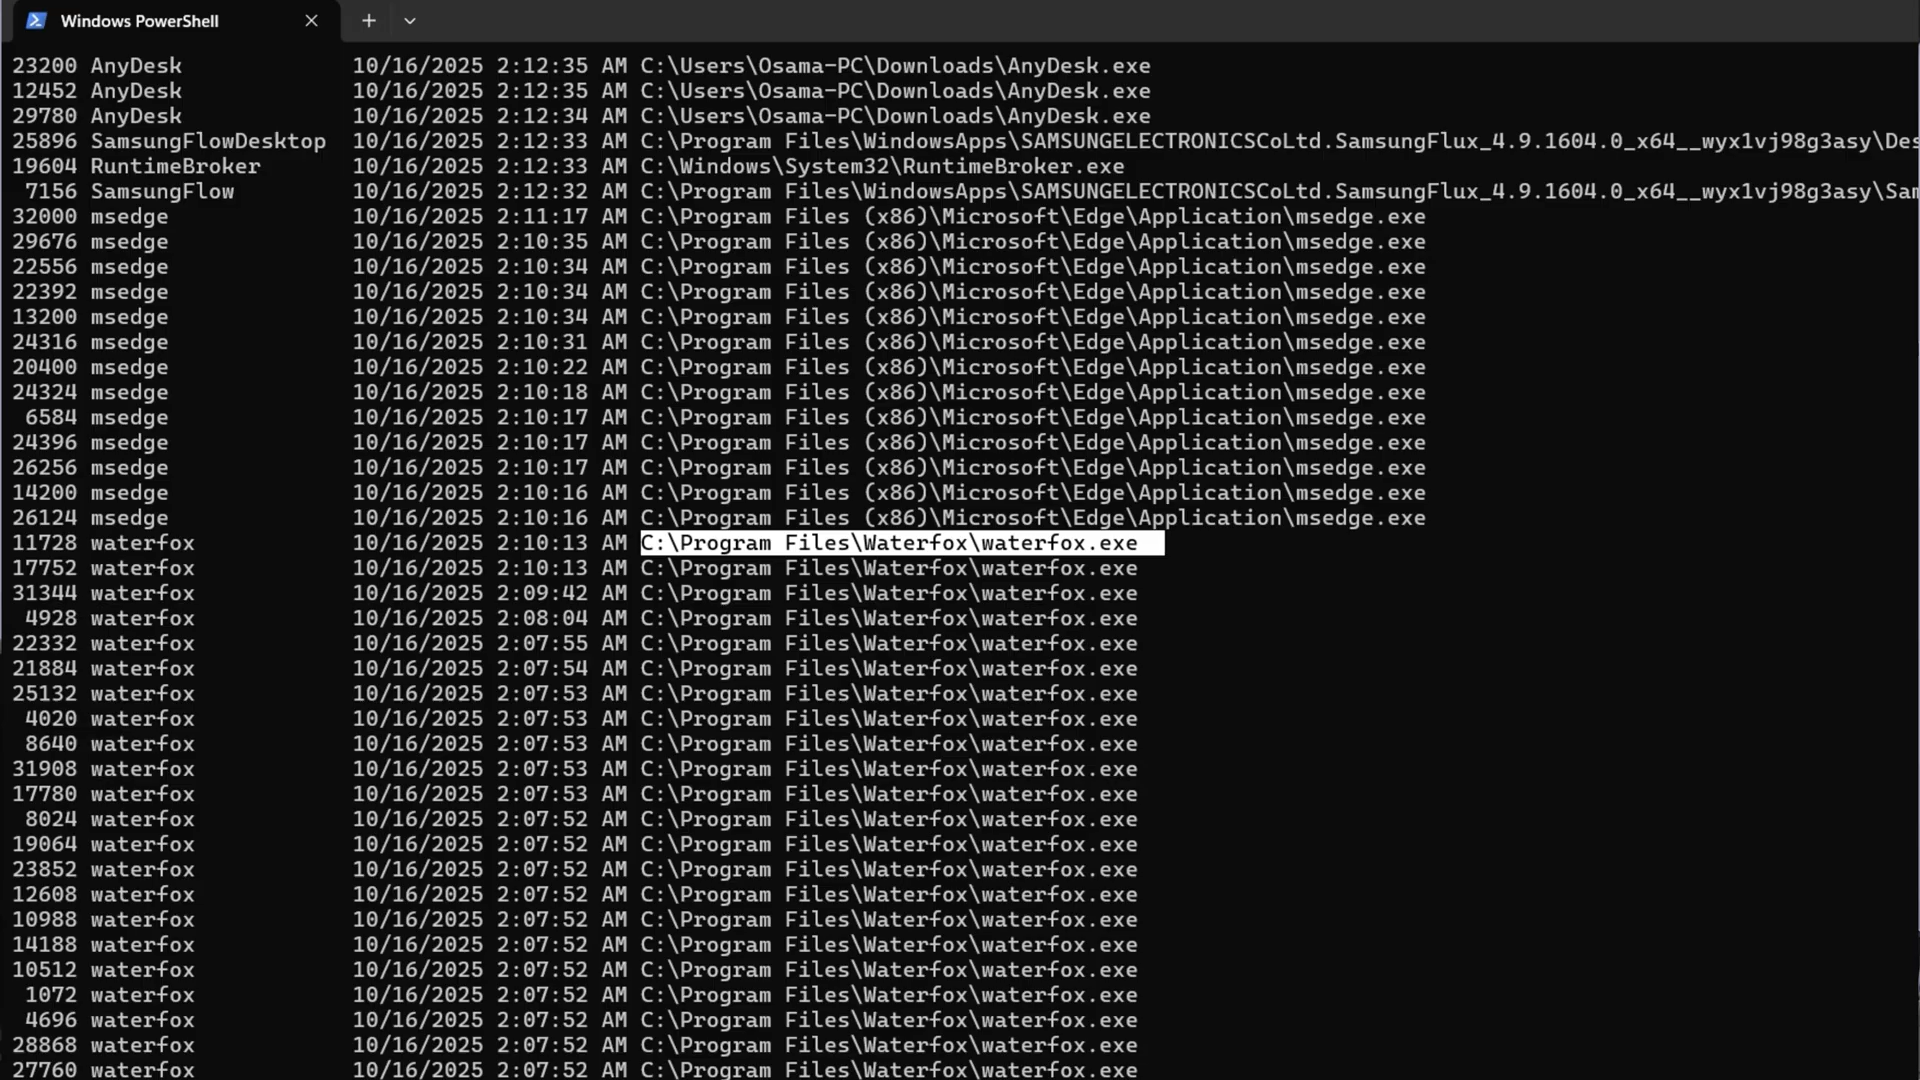 Windows PowerShell
23200 AnyDesk 10/16/2025 2:12:35 AM C:\Users\Osama-PC\Downloads\AnyDesk.exe
12452 AnyDesk 10/16/2025 2:12:35 AM C:\Users\Osama-PC\Downloads\AnyDesk.exe
29780 AnyDesk 10/16/2025 2:12:34 AM C:\Users\Osama-PC\Downloads\AnyDesk.exe
25896 SamsungFlowDesktop 10/16/2025 2:12:33 AM C:\Program Files\WindowsApps\SAMSUNGELECTRONICSCoLtd.SamsungFlux_4.9.1604.0_x64__wyx1vj98g3asy\Des
19604 RuntimeBroker 10/16/2025 2:12:33 AM C:\Windows\System32\RuntimeBroker.exe
7156 SamsungFlow 10/16/2025 2:12:32 AM C:\Program Files\WindowsApps\SAMSUNGELECTRONICSCoLtd.SamsungFlux_4.9.1604.0_x64__wyx1vj98g3asy\Sam
32000 msedge 10/16/2025 2:11:17 AM C:\Program Files (x86)\Microsoft\Edge\Application\msedge.exe
29676 msedge 10/16/2025 2:10:35 AM C:\Program Files (x86)\Microsoft\Edge\Application\msedge.exe
22556 msedge 10/16/2025 2:10:34 AM C:\Program Files (x86)\Microsoft\Edge\Application\msedge.exe
22392 msedge 10/16/2025 2:10:34 AM C:\Program Files (x86)\Microsoft\Edge\Application\msedge.exe
13200 msedge 10/16/2025 2:10:34 AM C:\Program Files (x86)\Microsoft\Edge\Application\msedge.exe
24316 msedge 10/16/2025 2:10:31 AM C:\Program Files (x86)\Microsoft\Edge\Application\msedge.exe
20400 msedge 10/16/2025 2:10:22 AM C:\Program Files (x86)\Microsoft\Edge\Application\msedge.exe
24324 msedge 10/16/2025 2:10:18 AM C:\Program Files (x86)\Microsoft\Edge\Application\msedge.exe
6584 msedge 10/16/2025 2:10:17 AM C:\Program Files (x86)\Microsoft\Edge\Application\msedge.exe
24396 msedge 10/16/2025 2:10:17 AM C:\Program Files (x86)\Microsoft\Edge\Application\msedge.exe
26256 msedge 10/16/2025 2:10:17 AM C:\Program Files (x86)\Microsoft\Edge\Application\msedge.exe
14200 msedge 10/16/2025 2:10:16 AM C:\Program Files (x86)\Microsoft\Edge\Application\msedge.exe
26124 msedge 10/16/2025 2:10:16 AM C:\Program Files (x86)\Microsoft\Edge\Application\msedge.exe
11728 waterfox 10/16/2025 2:10:13 AM C:\Program Files\Waterfox\waterfox.exe
17752 waterfox 10/16/2025 2:10:13 AM C:\Program Files\Waterfox\waterfox.exe
31344 waterfox 10/16/2025 2:09:42 AM C:\Program Files\Waterfox\waterfox.exe
4928 waterfox 10/16/2025 2:08:04 AM C:\Program Files\Waterfox\waterfox.exe
22332 waterfox 10/16/2025 2:07:55 AM C:\Program Files\Waterfox\waterfox.exe
21884 waterfox 10/16/2025 2:07:54 AM C:\Program Files\Waterfox\waterfox.exe
25132 waterfox 10/16/2025 2:07:53 AM C:\Program Files\Waterfox\waterfox.exe
4020 waterfox 10/16/2025 2:07:53 AM C:\Program Files\Waterfox\waterfox.exe
8640 waterfox 10/16/2025 2:07:53 AM C:\Program Files\Waterfox\waterfox.exe
31908 waterfox 10/16/2025 2:07:53 AM C:\Program Files\Waterfox\waterfox.exe
17780 waterfox 10/16/2025 2:07:53 AM C:\Program Files\Waterfox\waterfox.exe
8024 waterfox 10/16/2025 2:07:52 AM C:\Program Files\Waterfox\waterfox.exe
19064 waterfox 10/16/2025 2:07:52 AM C:\Program Files\Waterfox\waterfox.exe
23852 waterfox 10/16/2025 2:07:52 AM C:\Program Files\Waterfox\waterfox.exe
12608 waterfox 10/16/2025 2:07:52 AM C:\Program Files\Waterfox\waterfox.exe
10988 waterfox 10/16/2025 2:07:52 AM C:\Program Files\Waterfox\waterfox.exe
14188 waterfox 10/16/2025 2:07:52 AM C:\Program Files\Waterfox\waterfox.exe
10512 waterfox 10/16/2025 2:07:52 AM C:\Program Files\Waterfox\waterfox.exe
1072 waterfox 10/16/2025 2:07:52 AM C:\Program Files\Waterfox\waterfox.exe
4696 waterfox 10/16/2025 2:07:52 AM C:\Program Files\Waterfox\waterfox.exe
28868 waterfox 10/16/2025 2:07:52 AM C:\Program Files\Waterfox\waterfox.exe
27760 waterfox 10/16/2025 2:07:52 AM C:\Program Files\Waterfox\waterfox.exe